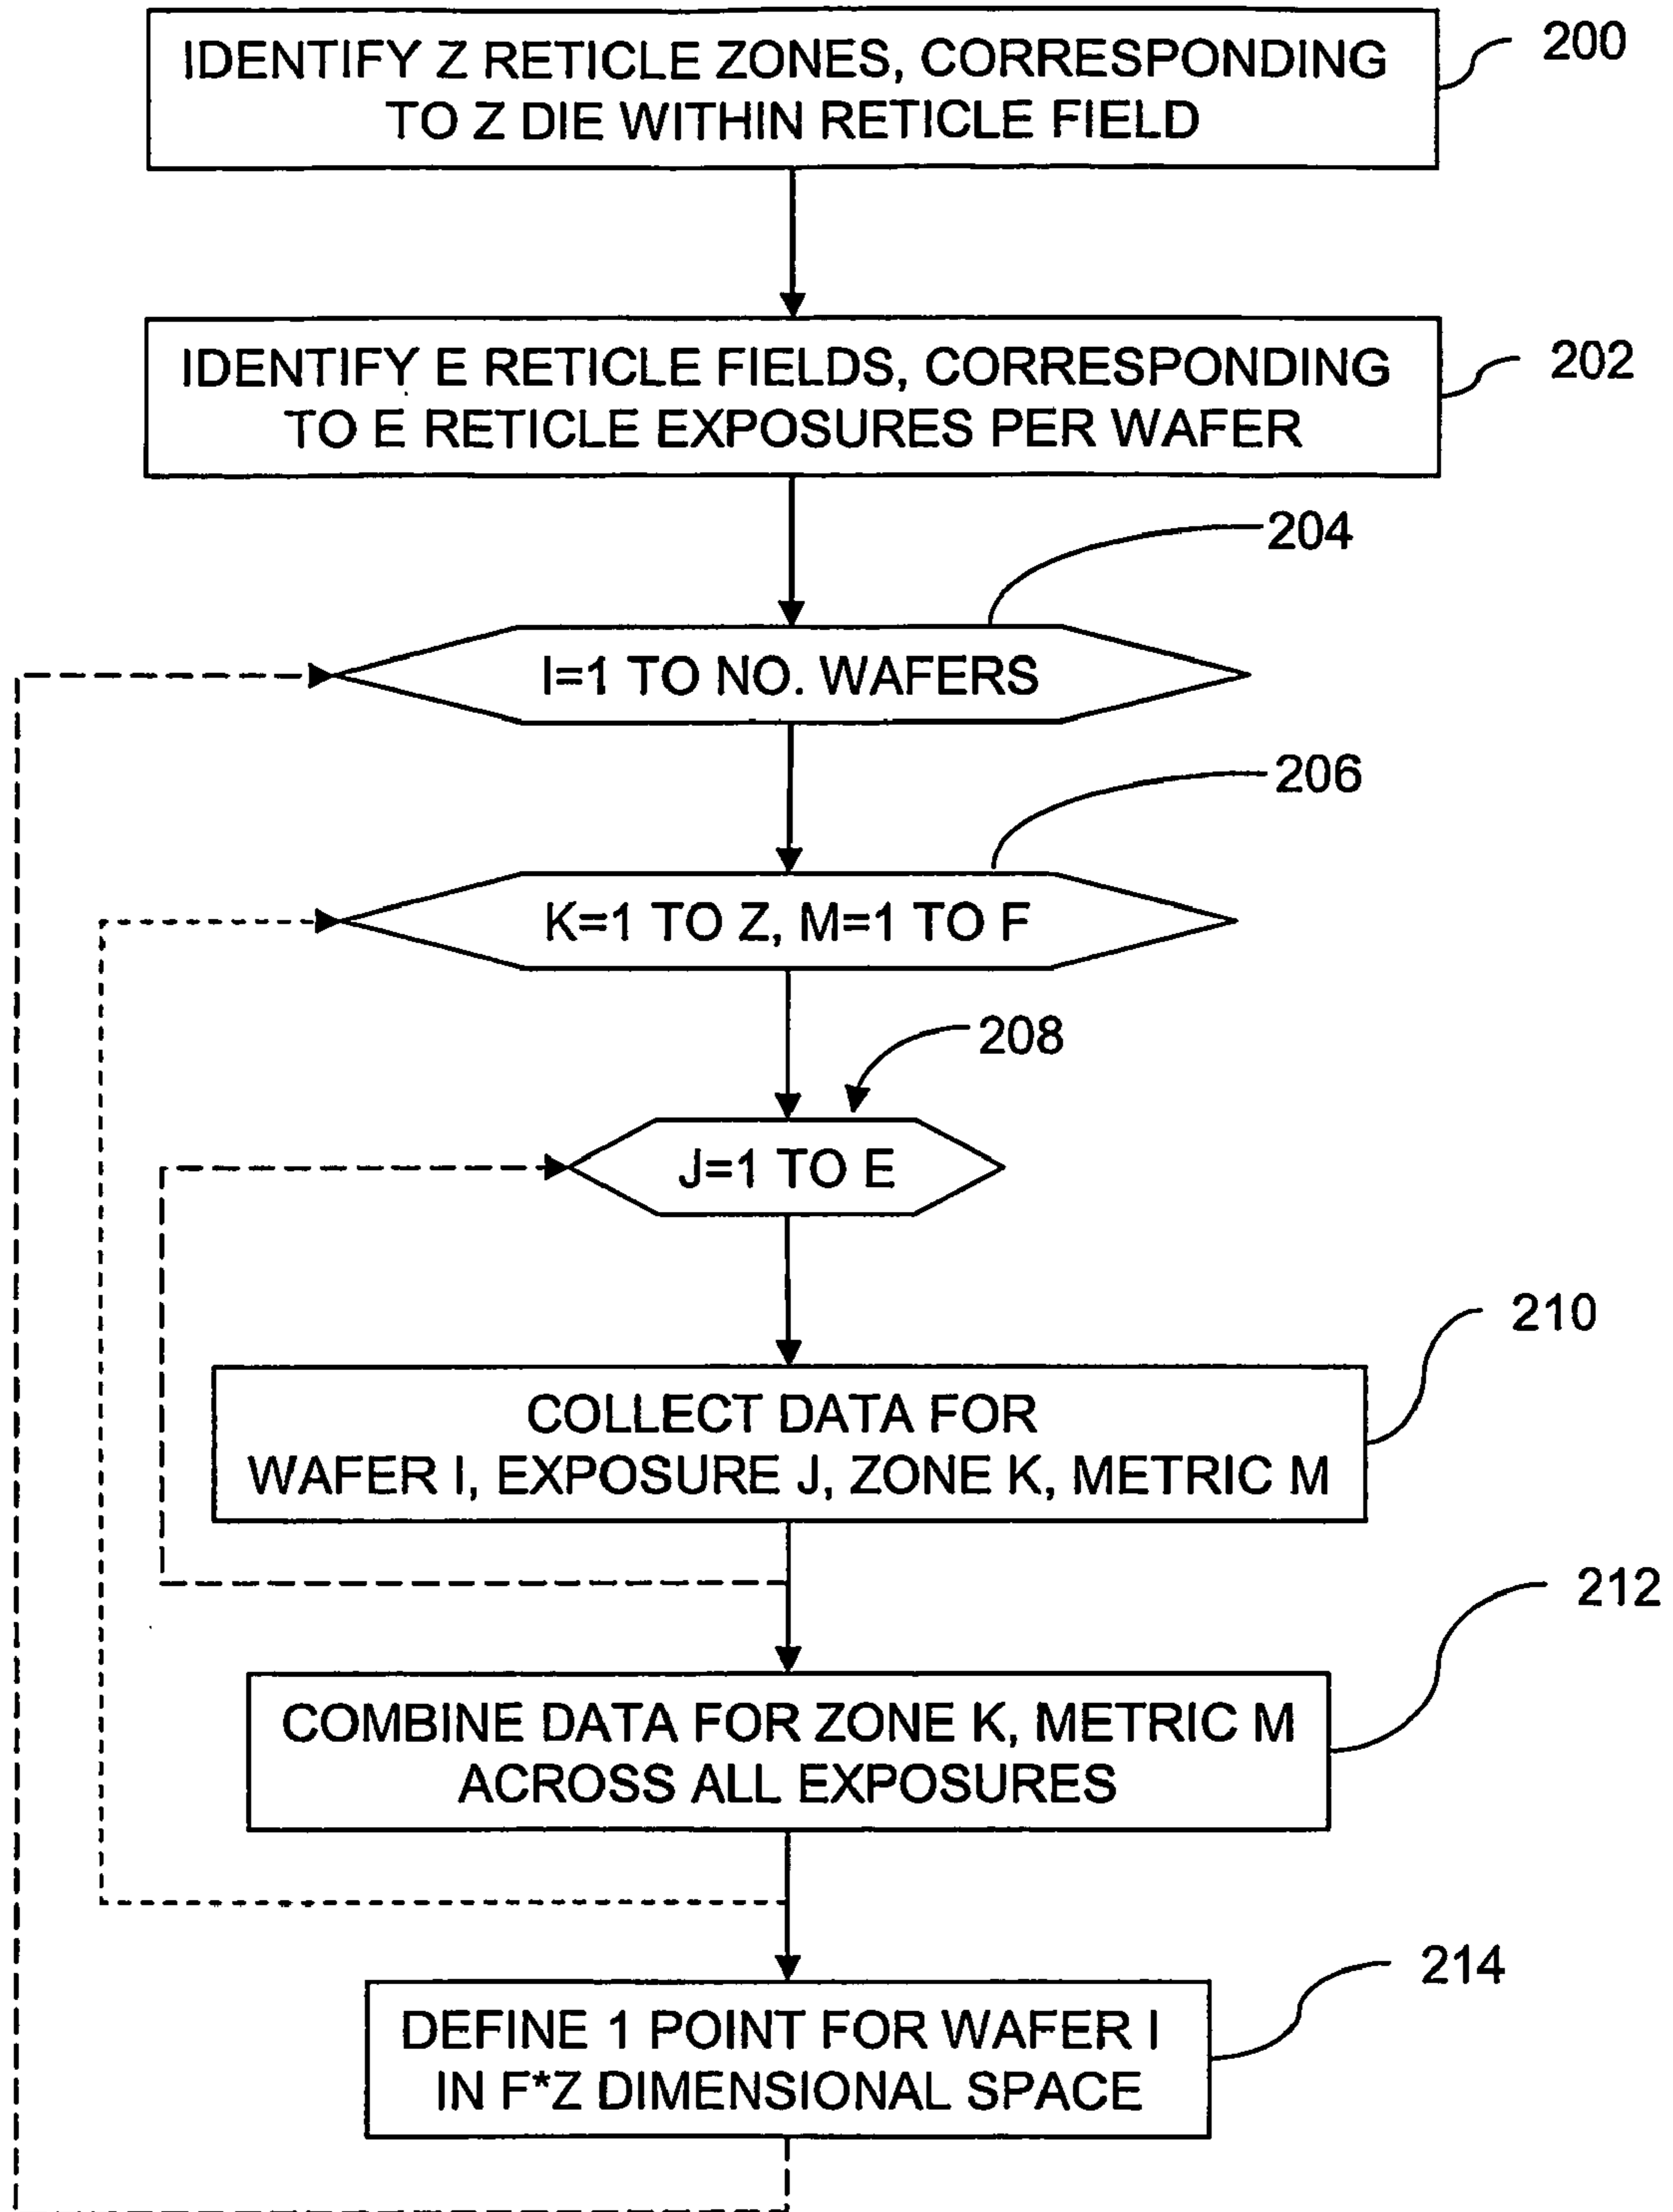 IDENTIFY Z RETICLE ZONES, CORRESPONDING
TO Z DIE WITHIN RETICLE FIELD
200
IDENTIFY E RETICLE FIELDS, CORRESPONDING
TO E RETICLE EXPOSURES PER WAFER
202
204
I=1 TO NO. WAFERS
206
K=1 TO Z, M=1 TO F
208
J=1 TO E
210
COLLECT DATA FOR
WAFER I, EXPOSURE J, ZONE K, METRIC M
212
COMBINE DATA FOR ZONE K, METRIC M
ACROSS ALL EXPOSURES
214
DEFINE 1 POINT FOR WAFER I
IN F*Z DIMENSIONAL SPACE